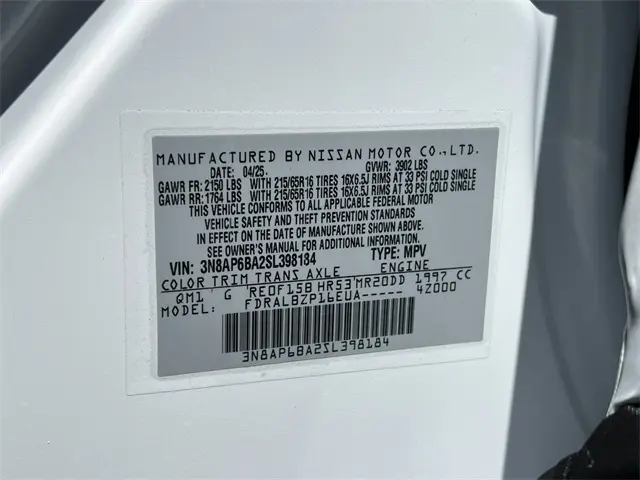 MANUFACTURED BY NISSAN MOTOR CO.,LTD.
DATE: 04/25. GVWR: 3902 LBS
GAWR FR: 2150 LBS WITH 215/65R16 TIRES 16X6.5J RIMS AT 33 PSI COLD SINGLE
GAWR RR: 1764 LBS WITH 215/65R16 TIRES 16X6.5J RIMS AT 33 PSI COLD SINGLE
THIS VEHICLE CONFORMS TO ALL APPLICABLE FEDERAL MOTOR
VEHICLE SAFETY AND THEFT PREVENTION STANDARDS
IN EFFECT ON THE DATE OF MANUFACTURE SHOWN ABOVE.
SEE OWNER'S MANUAL FOR ADDITIONAL INFORMATION.
VIN: 3N8AP6BA2SL398184 TYPE: MPV
COLOR TRIM TRANS AXLE ENGINE
QM1 G RE0F15B HR53 MR20DD 1997 CC
MODEL: FDRALBZP16EUA----- 4Z000
3N8AP6BA2SL398184